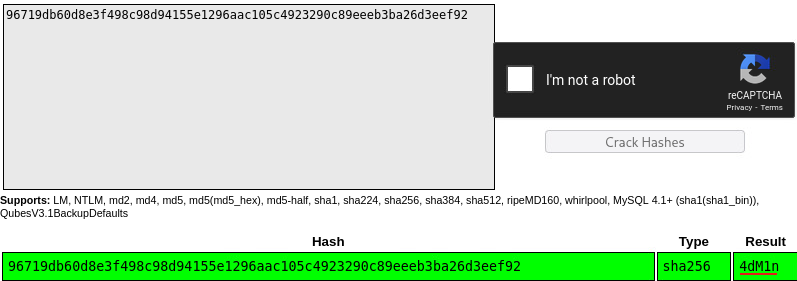 96719db60d8e3f498c98d94155e1296aac105c4923290c89eeeb3ba26d3eef92
I'm not a robot
reCAPTCHA
Privacy - Terms
Crack Hashes
Supports: LM, NTLM, md2, md4, md5, md5(md5_hex), md5-half, sha1, sha224, sha256, sha384, sha512, ripeMD160, whirlpool, MySQL 4.1+ (sha1(sha1_bin)),
QubesV3.1BackupDefaults
Hash Type Result
96719db60d8e3f498c98d94155e1296aac105c4923290c89eeeb3ba26d3eef92 sha256 4dM1n